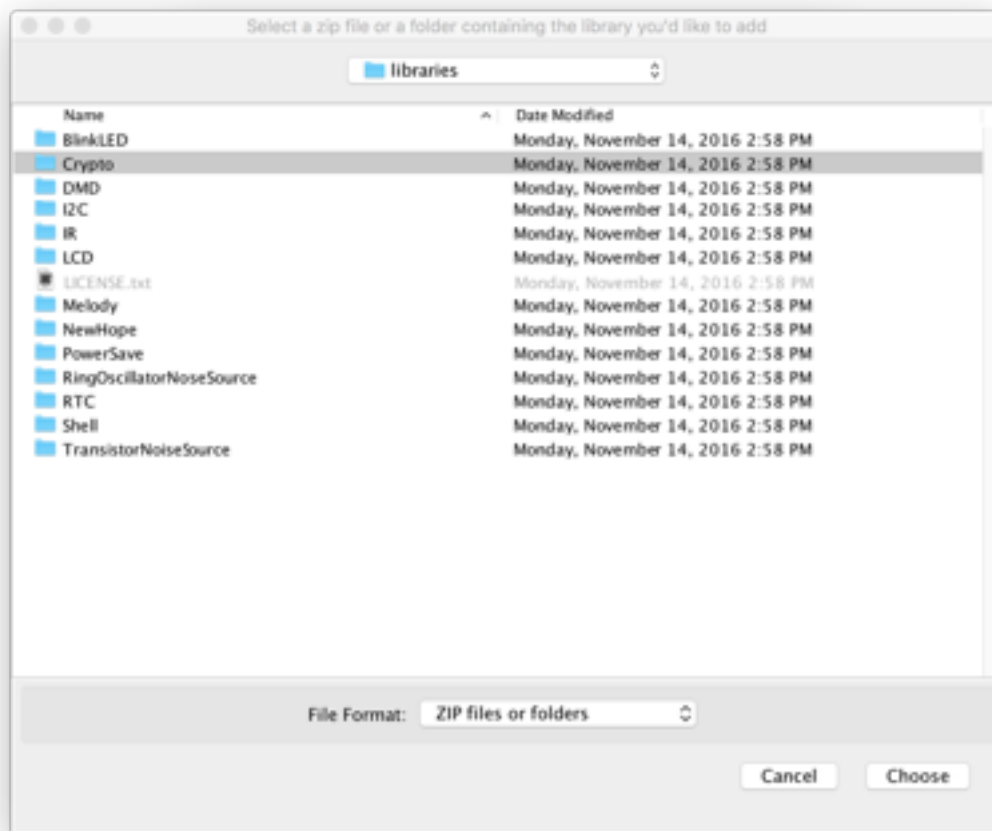 Select a zip file or a folder containing the library you'd like to add
libraries
Name Date Modified
BlinkLED Monday, November 14, 2016 2:58 PM
Crypto Monday, November 14, 2016 2:58 PM
DMD Monday, November 14, 2016 2:58 PM
I2C Monday, November 14, 2016 2:58 PM
IR Monday, November 14, 2016 2:58 PM
LCD Monday, November 14, 2016 2:58 PM
LICENSE.txt Monday, November 14, 2016 2:58 PM
Melody Monday, November 14, 2016 2:58 PM
NewHope Monday, November 14, 2016 2:58 PM
PowerSave Monday, November 14, 2016 2:58 PM
RingOscillatorNoseSource Monday, November 14, 2016 2:58 PM
RTC Monday, November 14, 2016 2:58 PM
Shell Monday, November 14, 2016 2:58 PM
TransistorNoiseSource Monday, November 14, 2016 2:58 PM
File Format: ZIP files or folders
Cancel Choose